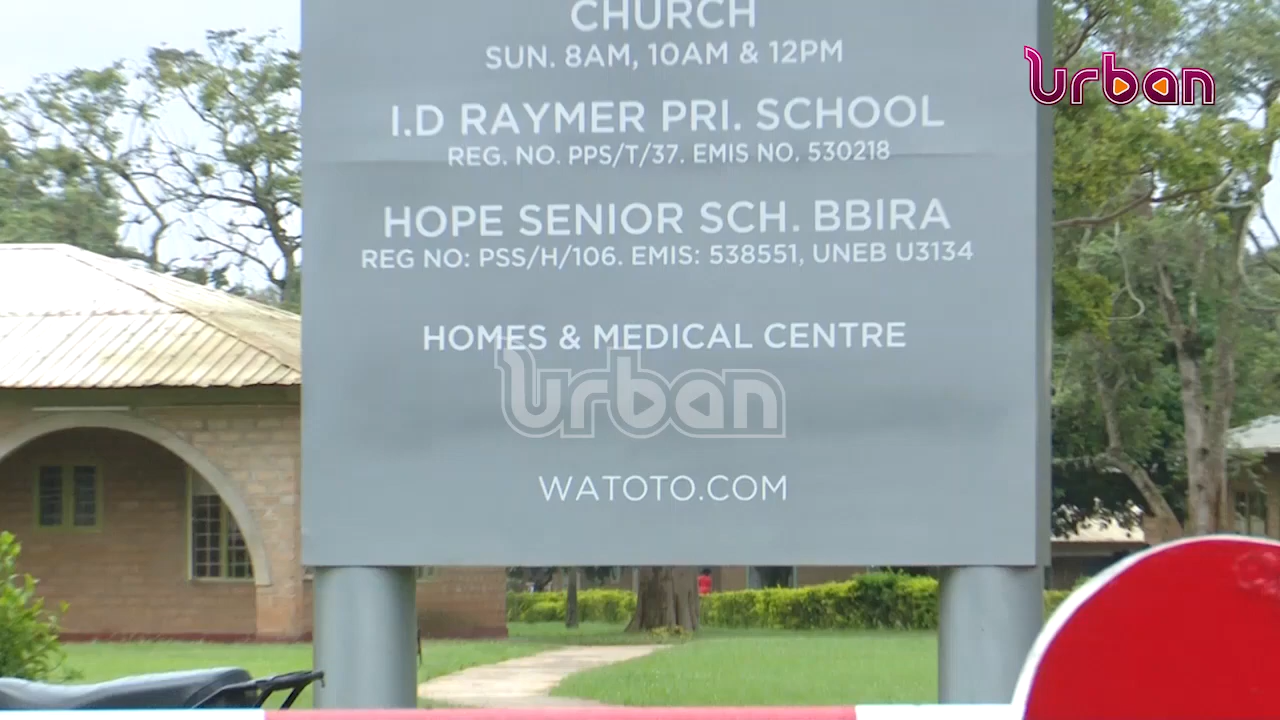 CHURCH
SUN. 8AM, 10AM & 12PM
Urban
I.D RAYMER PRI. SCHOOL
REG. NO. PPS/T/37. EMIS NO. 530218
HOPE SENIOR SCH. BBIRA
REG NO: PSS/H/106. EMIS: 538551, UNEB U3134
HOMES & MEDICAL CENTRE
Urban
WATOTO.COM